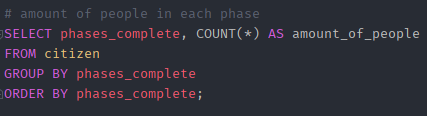 # amount of people in each phase
SELECT phases_complete, COUNT(*) AS amount_of_people
FROM citizen
GROUP BY phases_complete
ORDER BY phases_complete;